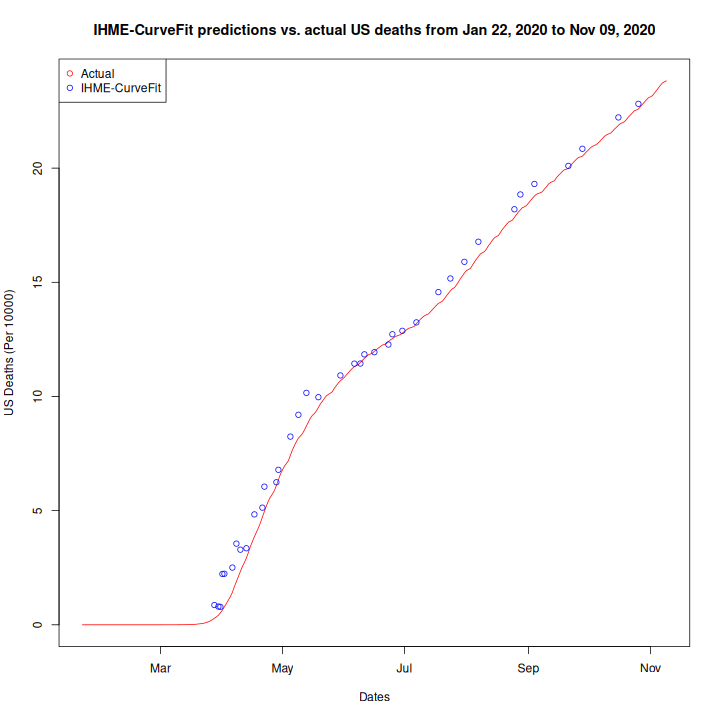 IHME-CurveFit predictions vs. actual US deaths from Jan 22, 2020 to Nov 09, 2020
Actual
IHME-CurveFit
US Deaths (Per 10000)
20
15
10
5
0
Mar May Jul Sep Nov
Dates